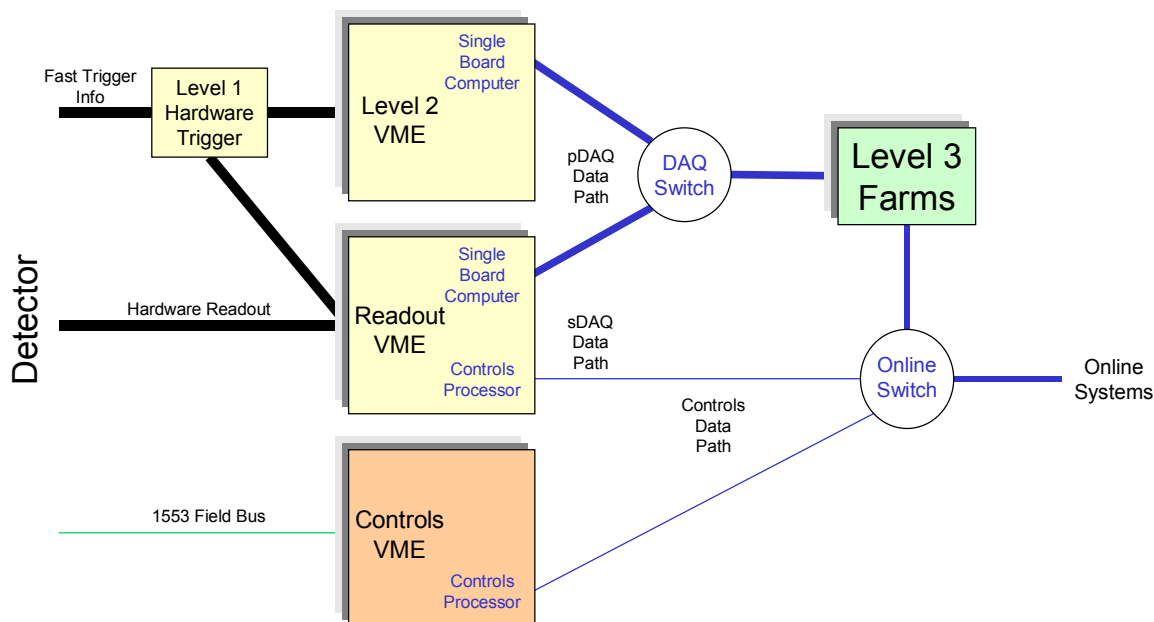 Fast Trigger
Info
Level 1
Hardware
Trigger
Single
Board
Computer
Level 2
VME
pDAQ
Data
Path
DAQ
Switch
Level 3
Farms
Detector
Hardware Readout
Single
Board
Computer
Readout
VME
Controls
Processor
sDAQ
Data
Path
Online
Switch
Online
Systems
Controls
Data
Path
1553 Field Bus
Controls
VME
Controls
Processor